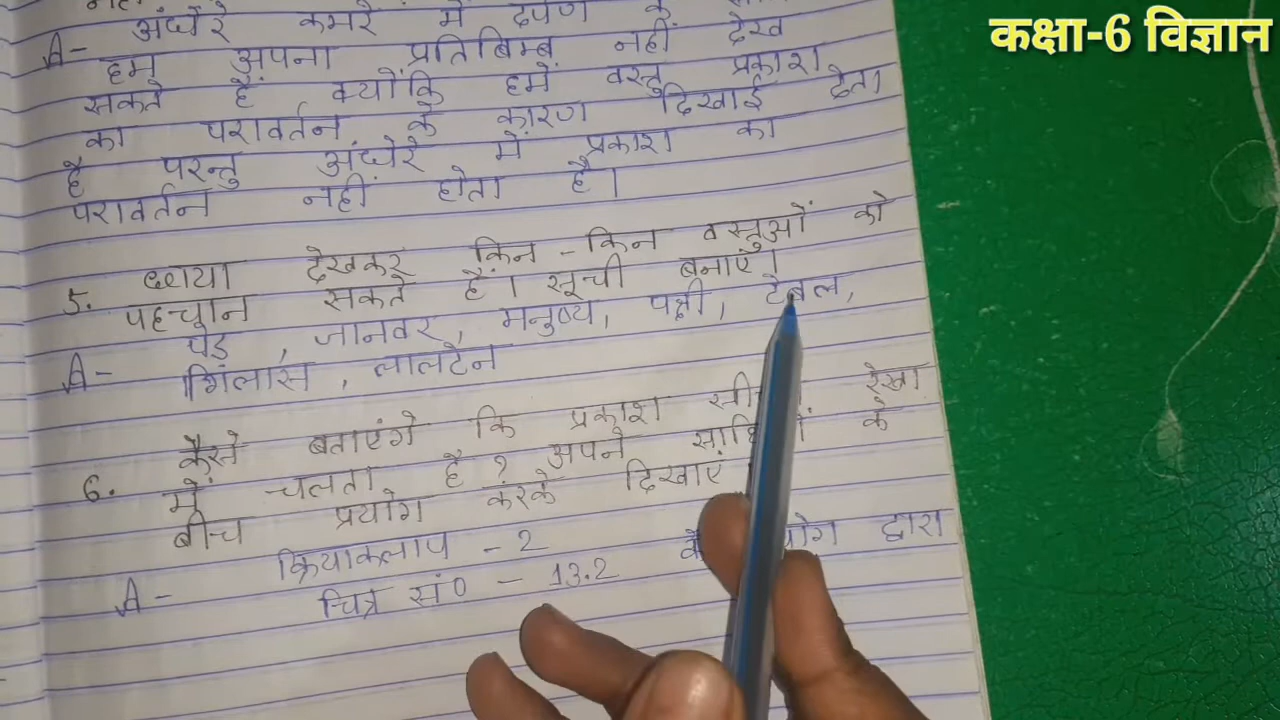 कक्षा-6 विज्ञान
A- अंधेरे कमरे में दर्पण के
हम अपना प्रतिबिम्ब नहीं देख
सकते हैं क्योंकि हमें वस्तु प्रकाश
का परावर्तन के कारण दिखाई देता
है परन्तु अंधेरे में प्रकाश का
परावर्तन नहीं होता है।
5. छाया देखकर किन-किन वस्तुओं को
पहचान सकते हैं। सूची बनाएँ।
A- पेड़, जानवर, मनुष्य, पक्षी, टेबल,
गिलास, लालटेन
6. कैसे बताएंगे कि प्रकाश रेखा
में चलता है? अपने के
बीच प्रयोग करके दिखाएं
A- क्रियाकलाप - 2 द्वारा
चित्र सं० - 13.2